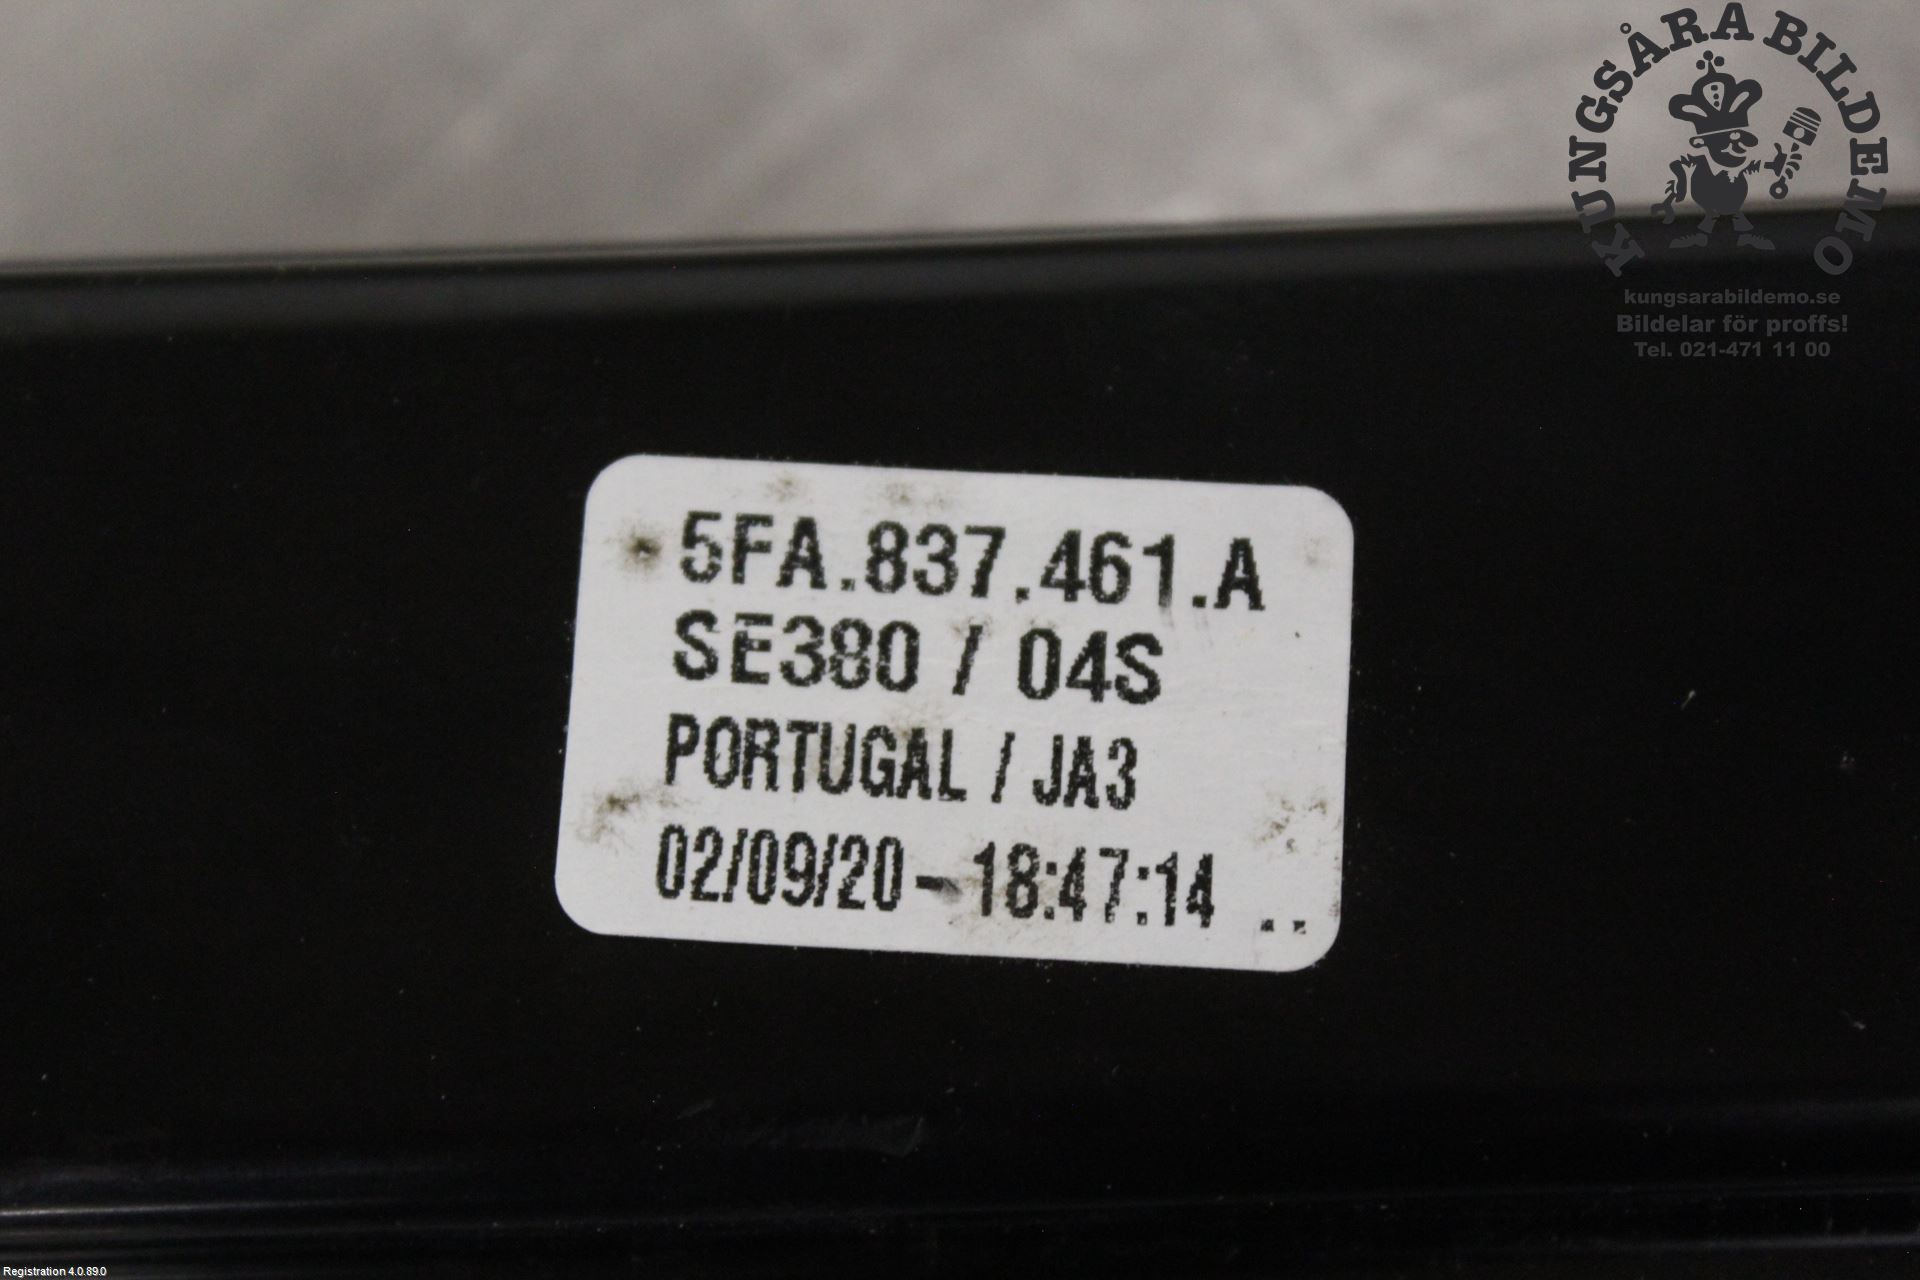 KUNGSÅRA BILDEMO
kungsarabildemo.se
Bildelar för proffs!
Tel. 021-471 11 00
5FA.837.461.A
SE380 / 04S
PORTUGAL / JA3
02/09/20 - 18:47:14 ..
Registration 4.0.89.0